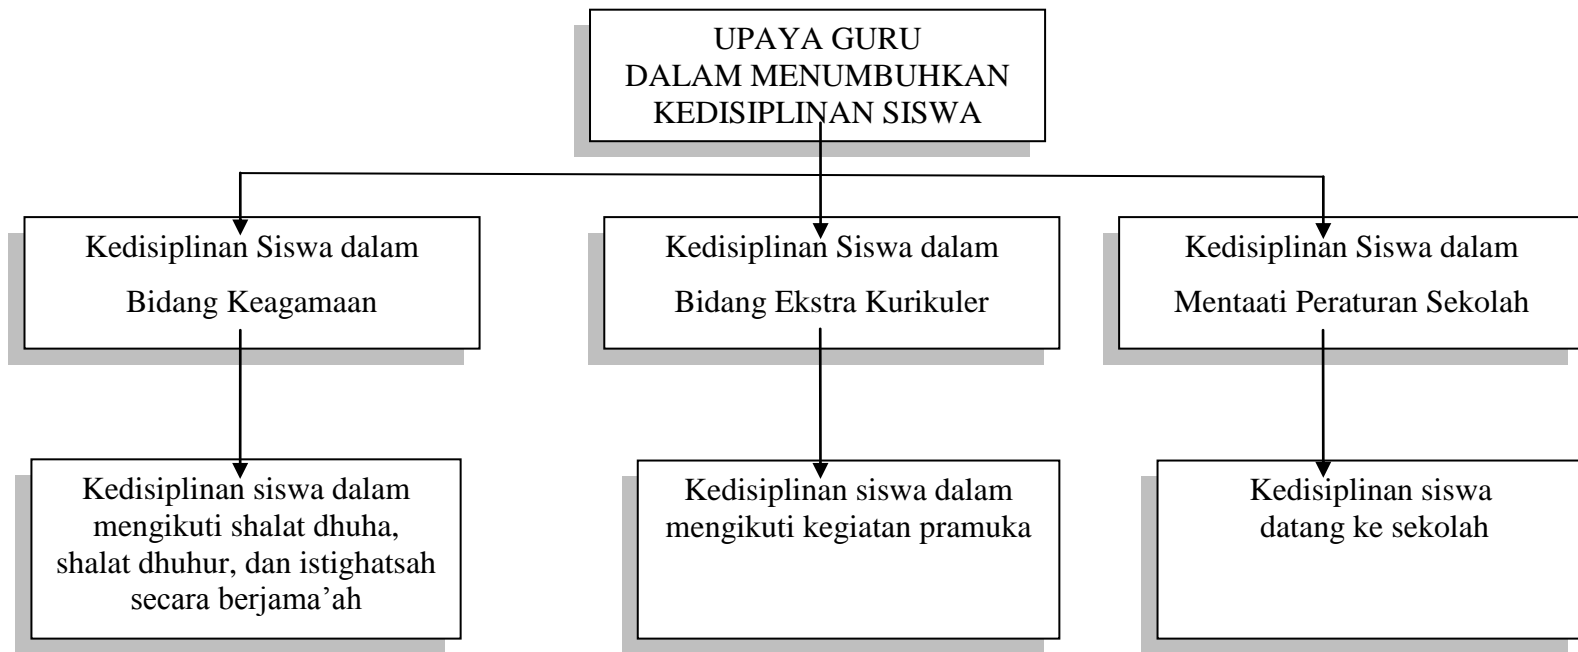 UPAYA GURU
DALAM MENUMBUHKAN
KEDISIPLINAN SISWA
Kedisiplinan Siswa dalam
Bidang Keagamaan
Kedisiplinan Siswa dalam
Bidang Ekstra Kurikuler
Kedisiplinan Siswa dalam
Mentaati Peraturan Sekolah
Kedisiplinan siswa dalam
mengikuti shalat dhuha,
shalat dhuhur, dan istighatsah
secara berjama’ah
Kedisiplinan siswa dalam
mengikuti kegiatan pramuka
Kedisiplinan siswa
datang ke sekolah